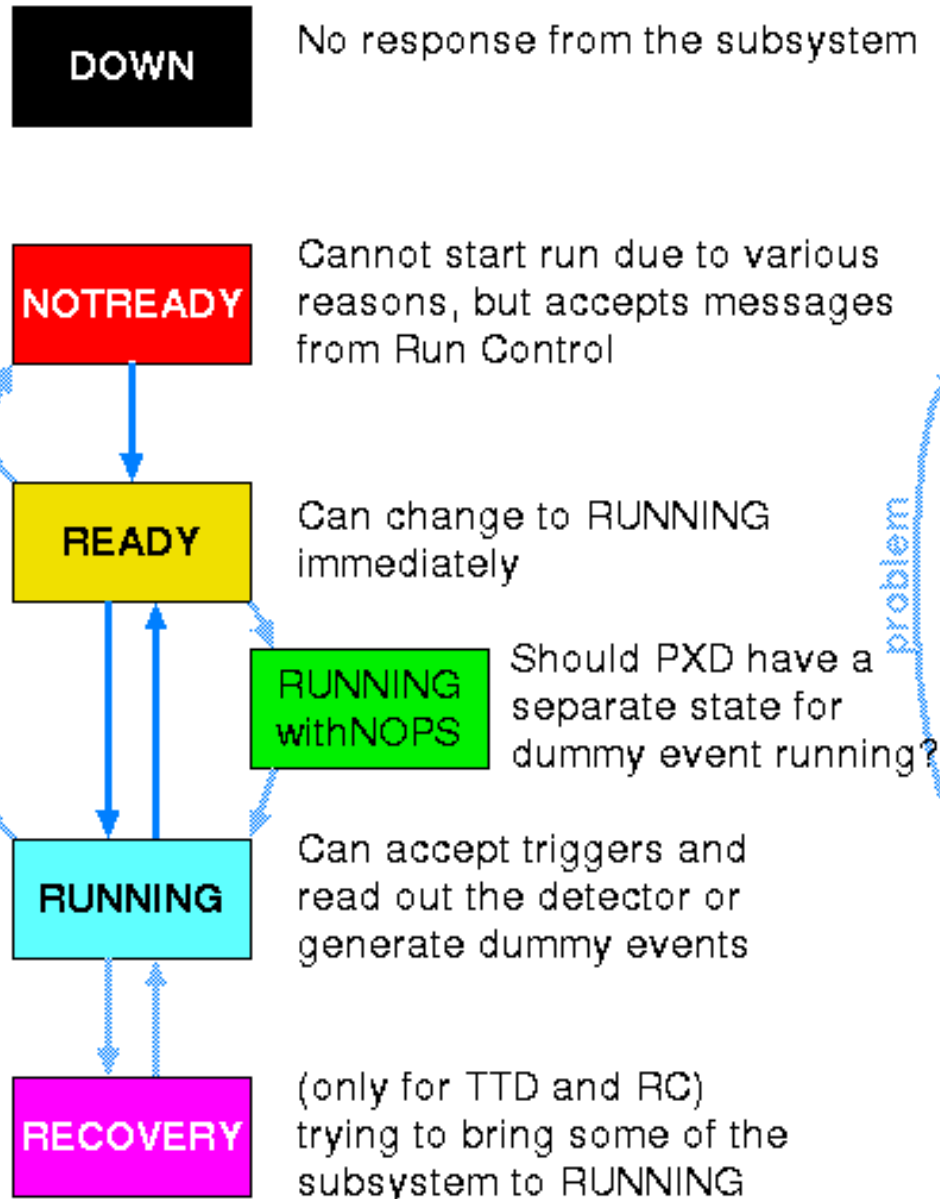 DOWN
No response from the subsystem
NOTREADY
Cannot start run due to various
reasons, but accepts messages
from Run Control
READY
Can change to RUNNING
immediately
problem
RUNNING
withNOPS
Should PXD have a
separate state for
dummy event running?
RUNNING
Can accept triggers and
read out the detector or
generate dummy events
RECOVERY
(only for TTD and RC)
trying to bring some of the
subsystem to RUNNING